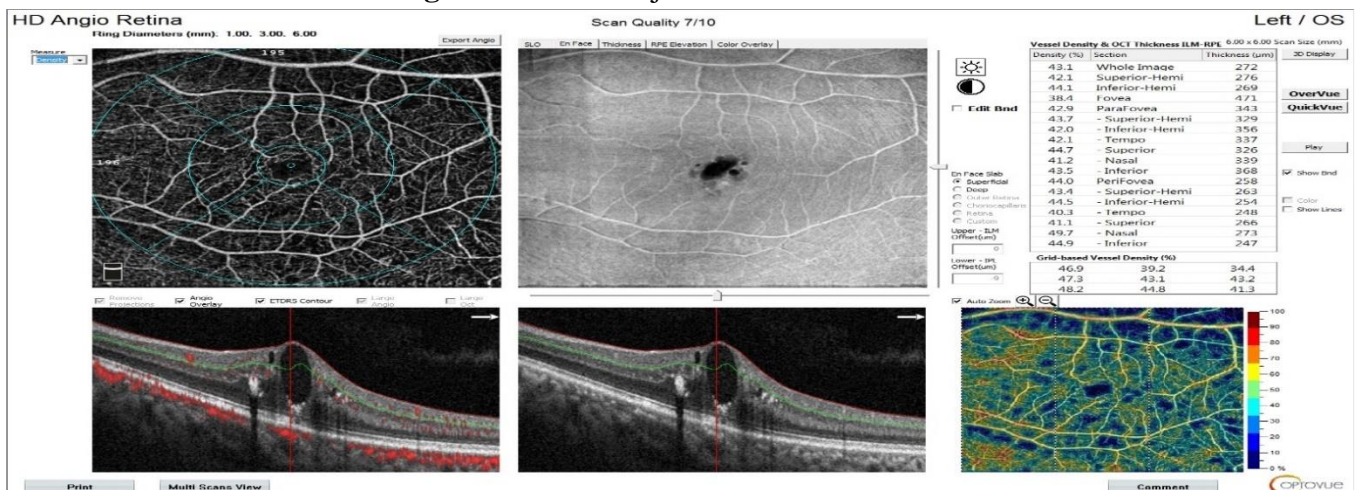 HD Angio Retina
Scan Quality 7/10
Left / OS
Ring Diameters (mm): 1.00, 3.00, 6.00
Export Angio
Measure
Density
195
195
SLO En Face Thickness RPE Elevation Color Overlay
Edit Bnd
En Face Slab
Superficial
Deep
Outer Retina
Choriocapillaris
Retina
Custom
Upper - ILM
Offset(um)
0
Lower - IPL
Offset(um)
Vessel Density & OCT Thickness ILM-RPE 6.00 x 6.00 Scan Size (mm)
Density (%) Section Thickness (µm)
43.1 Whole Image 272
42.1 Superior-Hemi 276
44.1 Inferior-Hemi 269
38.4 Fovea 471
42.9 ParaFovea 343
43.7 - Superior-Hemi 329
42.0 - Inferior-Hemi 356
42.1 - Tempo 337
44.7 - Superior 326
41.2 - Nasal 339
43.5 - Inferior 368
44.0 PeriFovea 258
43.4 - Superior-Hemi 263
44.5 - Inferior-Hemi 254
40.3 - Tempo 248
41.1 - Superior 266
49.7 - Nasal 273
44.9 - Inferior 247
Grid-based Vessel Density (%)
46.9 39.2 34.4
47.3 43.1 43.2
48.2 44.8 41.3
3D Display
OverVue
QuickVue
Play
Show Bnd
Color
Show Lines
Remove Projections
Angio Overlay
ETDRS Contour
Large Angio
Large Oct
Auto Zoom
100
90
80
70
60
50
40
30
20
10
0 %
Print
Multi Scans View
Comment
OPTOVUE